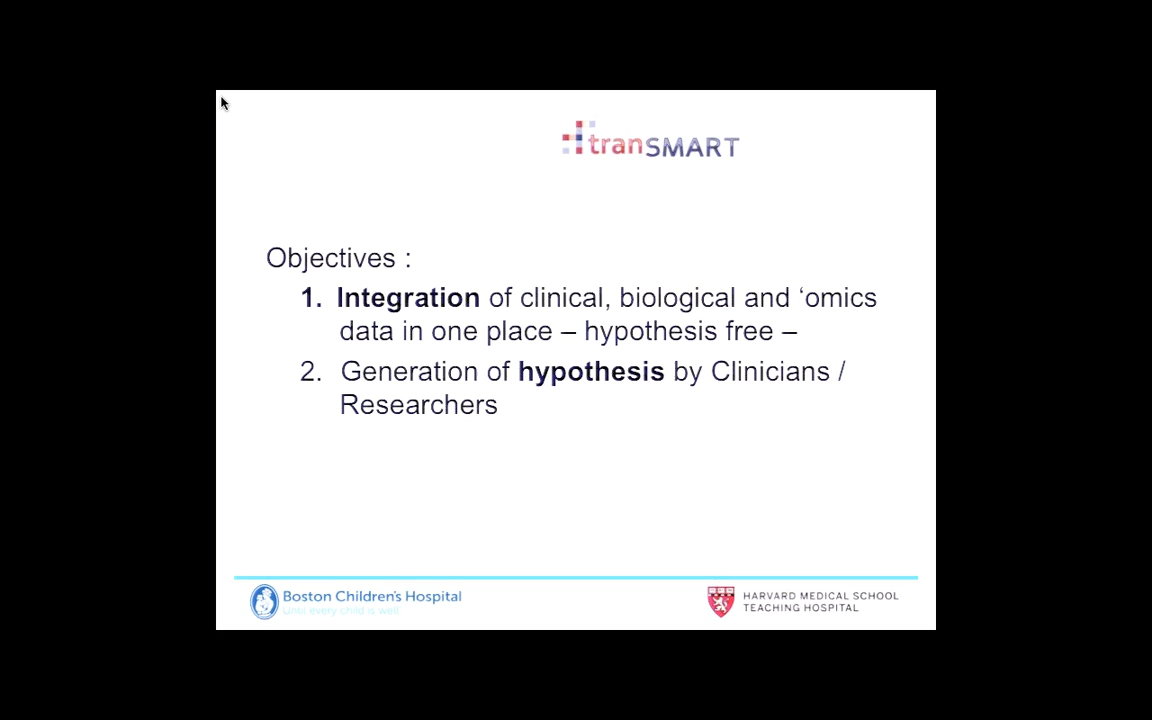 tranSMART
Objectives :
1. Integration of clinical, biological and ‘omics
data in one place – hypothesis free –
2. Generation of hypothesis by Clinicians /
Researchers
Boston Children's Hospital
Until every child is well
HARVARD MEDICAL SCHOOL
TEACHING HOSPITAL